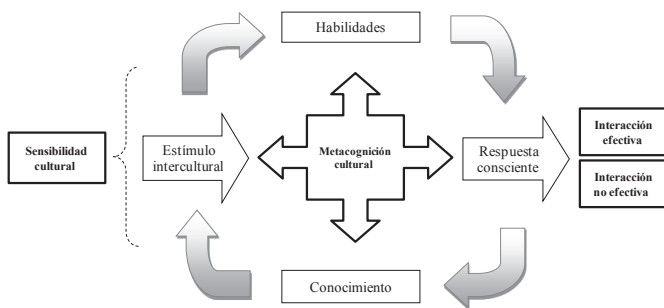 Habilidades
Sensibilidad
cultural
Estímulo
intercultural
Metacognición
cultural
Respuesta
consciente
Interacción
efectiva
Interacción
no efectiva
Conocimiento